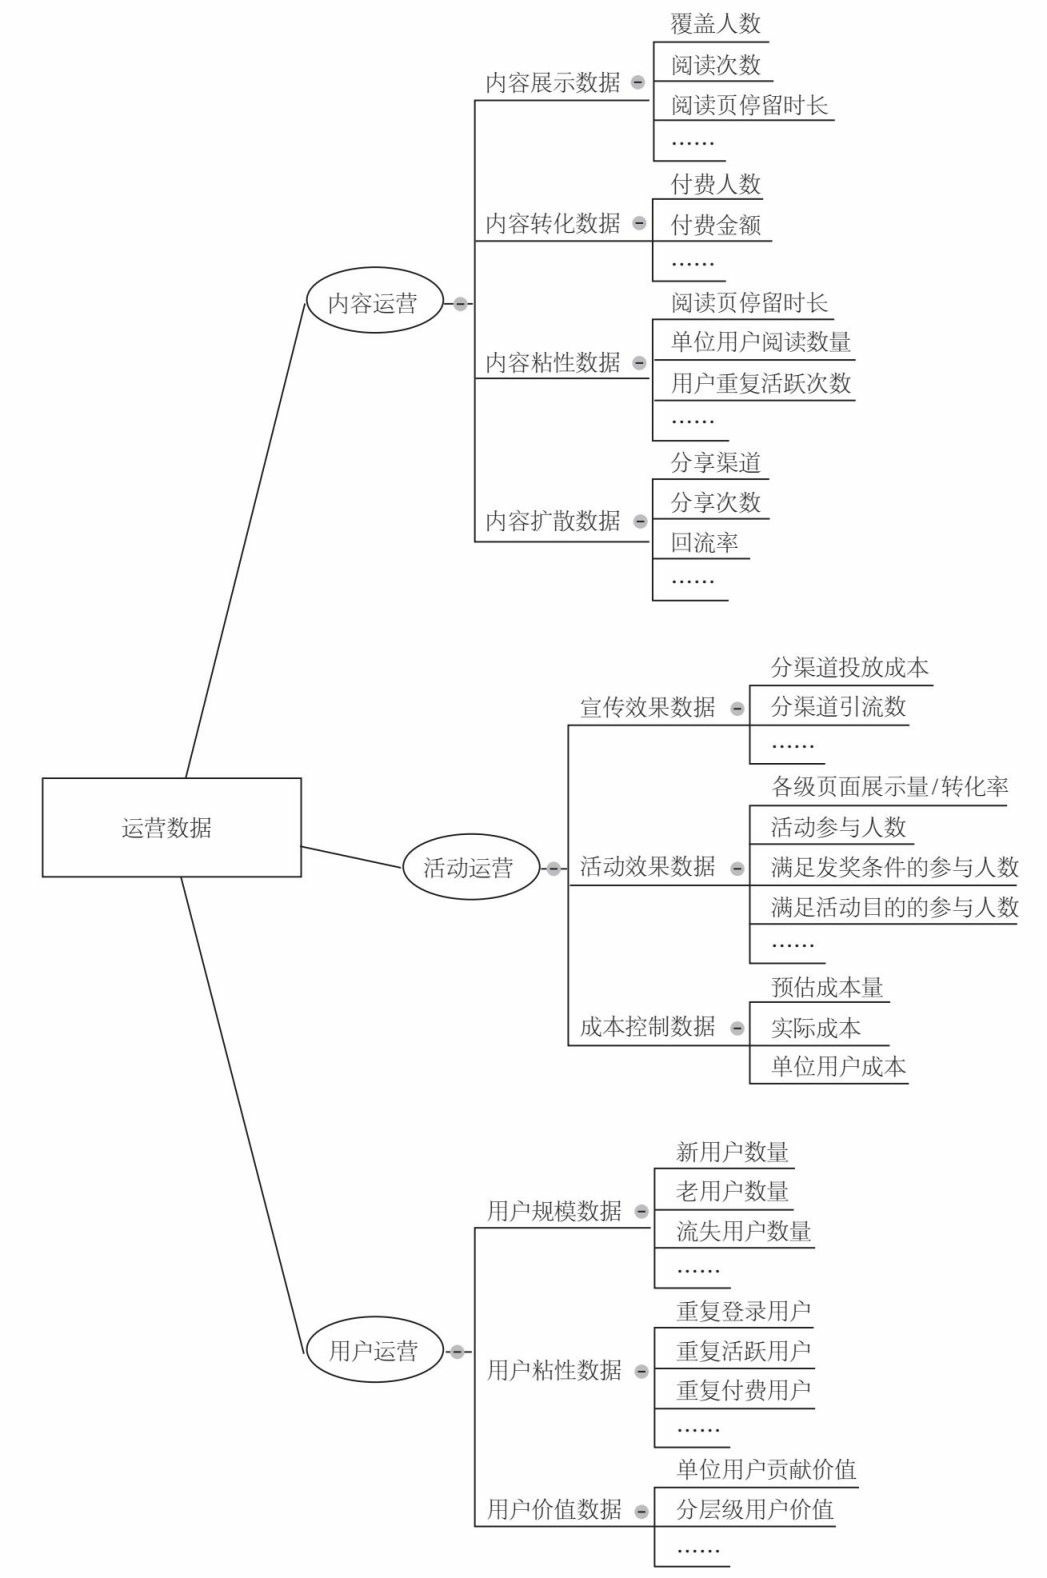 运营数据
内容运营
内容展示数据
覆盖人数
阅读次数
阅读页停留时长
……
内容转化数据
付费人数
付费金额
……
内容粘性数据
阅读页停留时长
单位用户阅读数量
用户重复活跃次数
……
内容扩散数据
分享渠道
分享次数
回流率
……
活动运营
宣传效果数据
分渠道投放成本
分渠道引流数
……
活动效果数据
各级页面展示量/转化率
活动参与人数
满足发奖条件的参与人数
满足活动目的的参与人数
……
成本控制数据
预估成本量
实际成本
单位用户成本
用户运营
用户规模数据
新用户数量
老用户数量
流失用户数量
……
用户粘性数据
重复登录用户
重复活跃用户
重复付费用户
……
用户价值数据
单位用户贡献价值
分层级用户价值
……